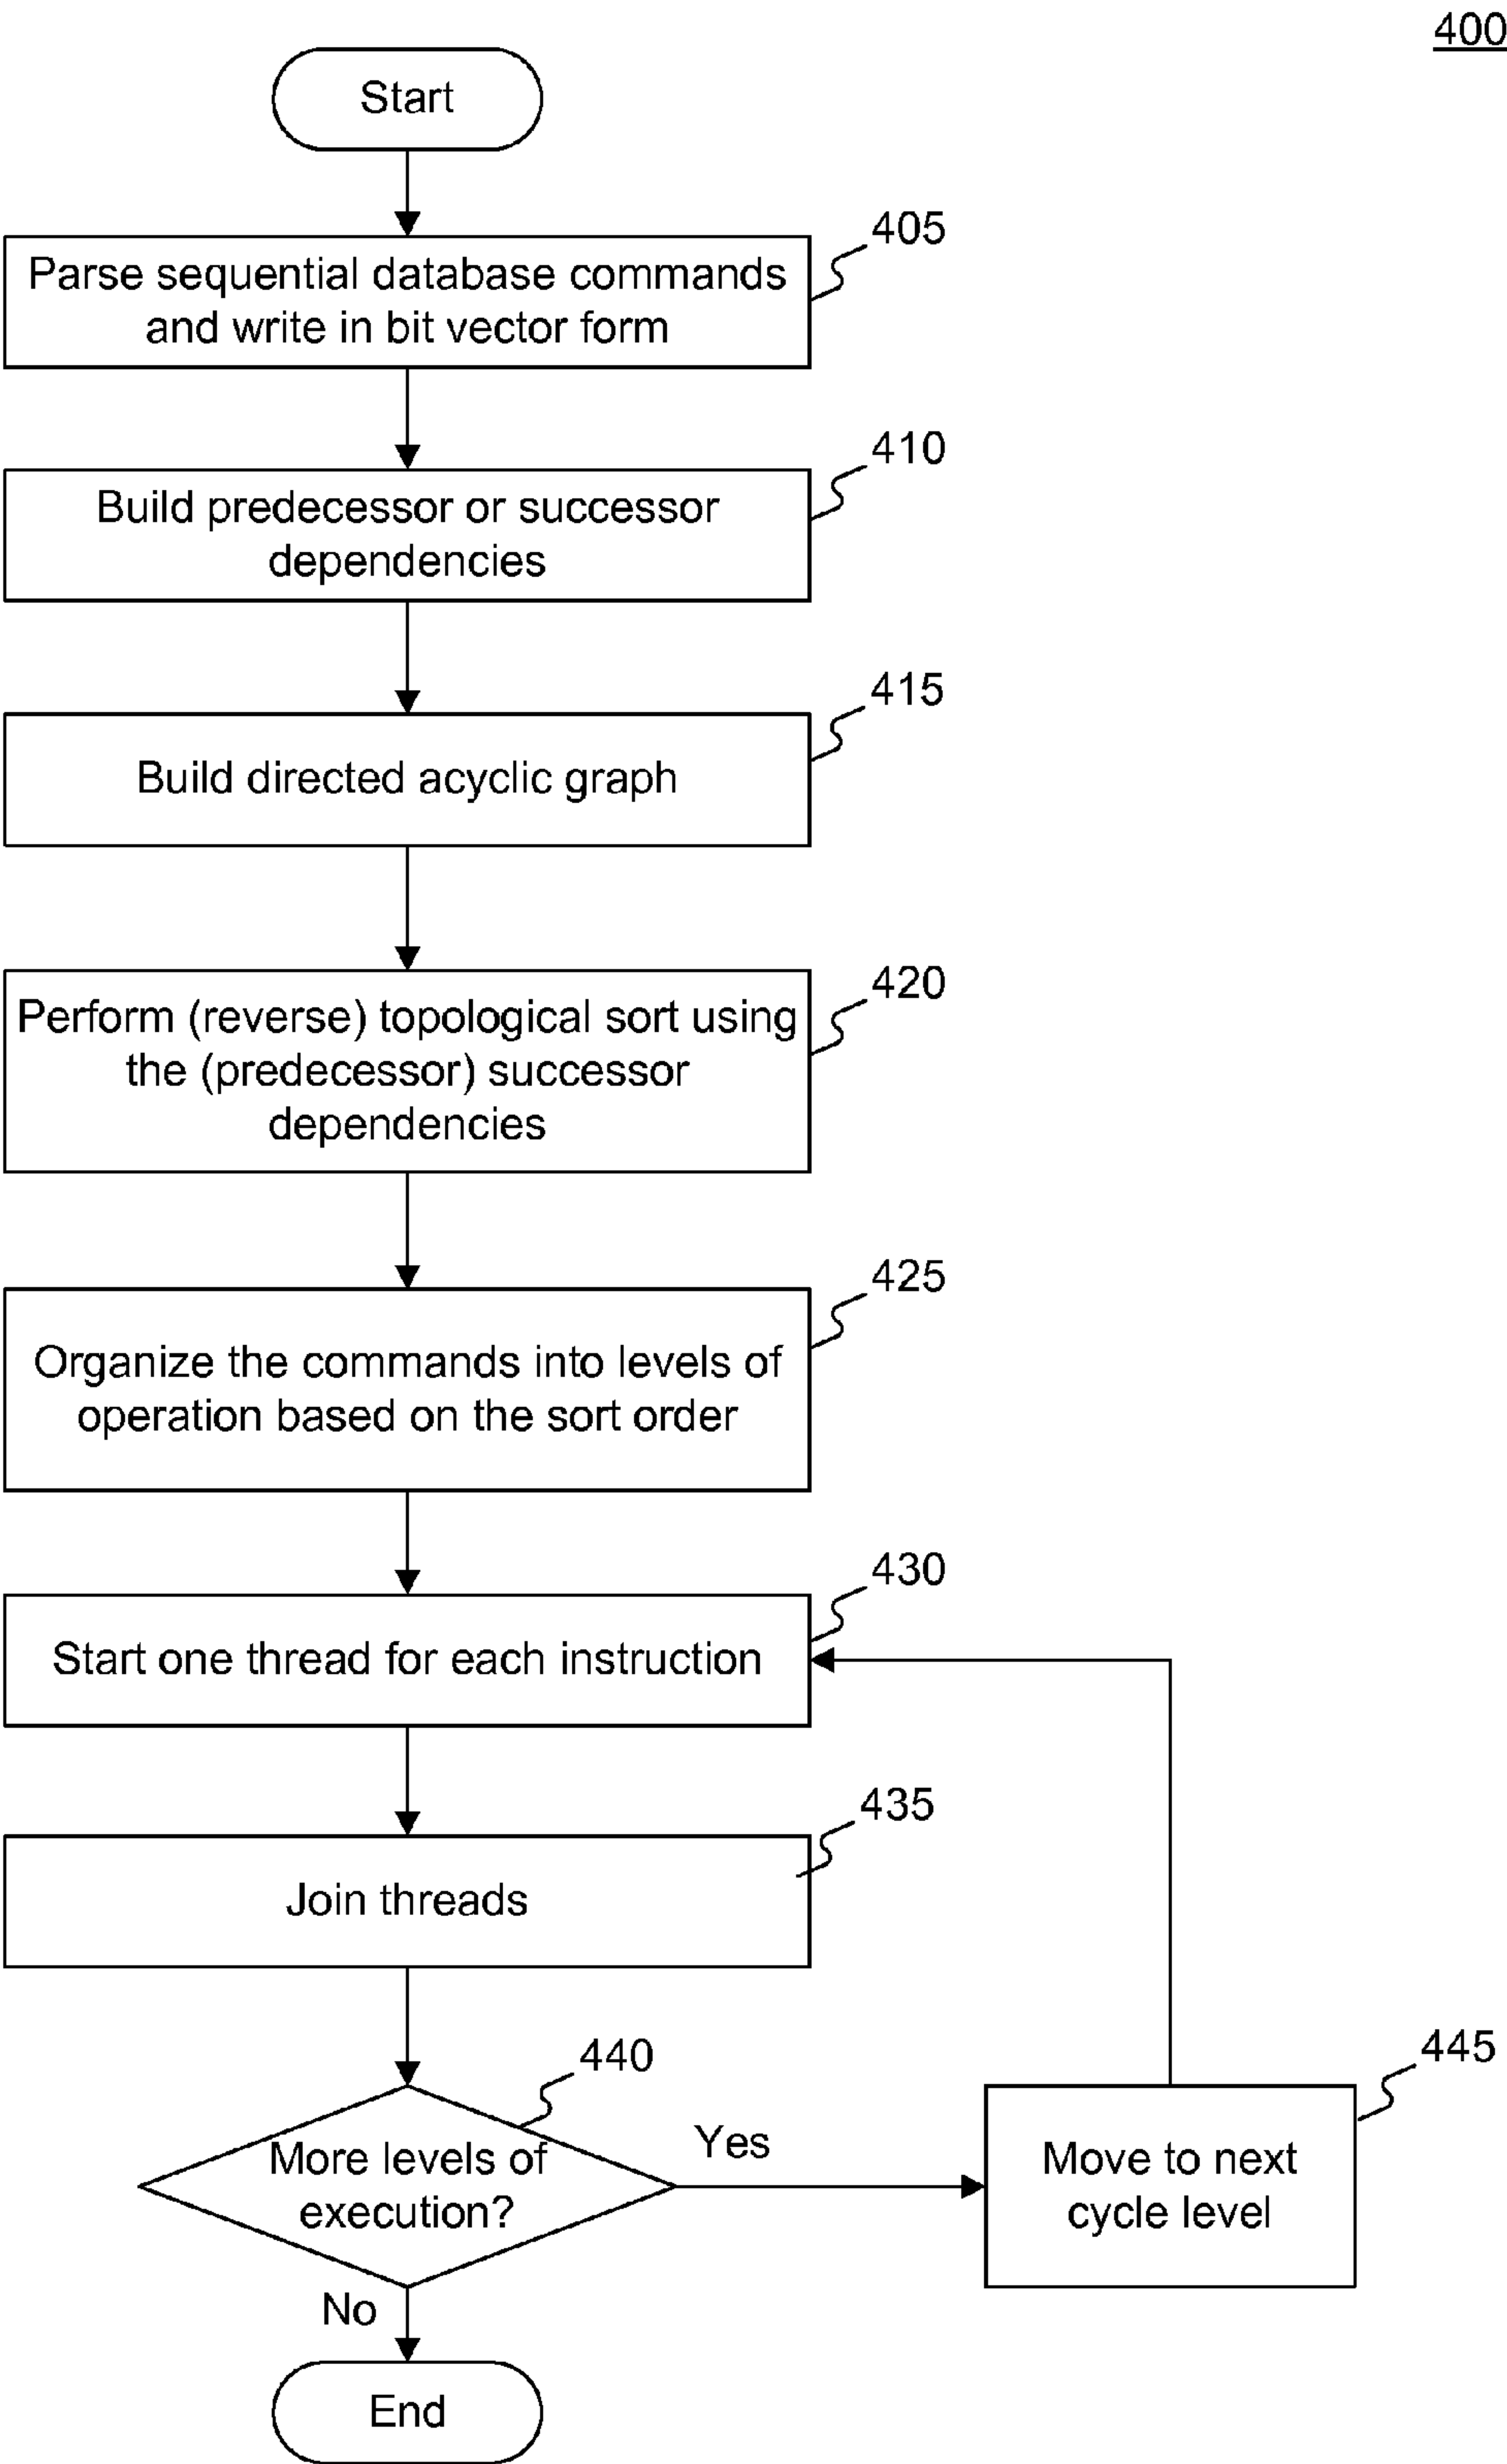 400
Start
405
Parse sequential database commands
and write in bit vector form
410
Build predecessor or successor
dependencies
415
Build directed acyclic graph
420
Perform (reverse) topological sort using
the (predecessor) successor
dependencies
425
Organize the commands into levels of
operation based on the sort order
430
Start one thread for each instruction
435
Join threads
440
More levels of
execution?
Yes
445
Move to next
cycle level
No
End